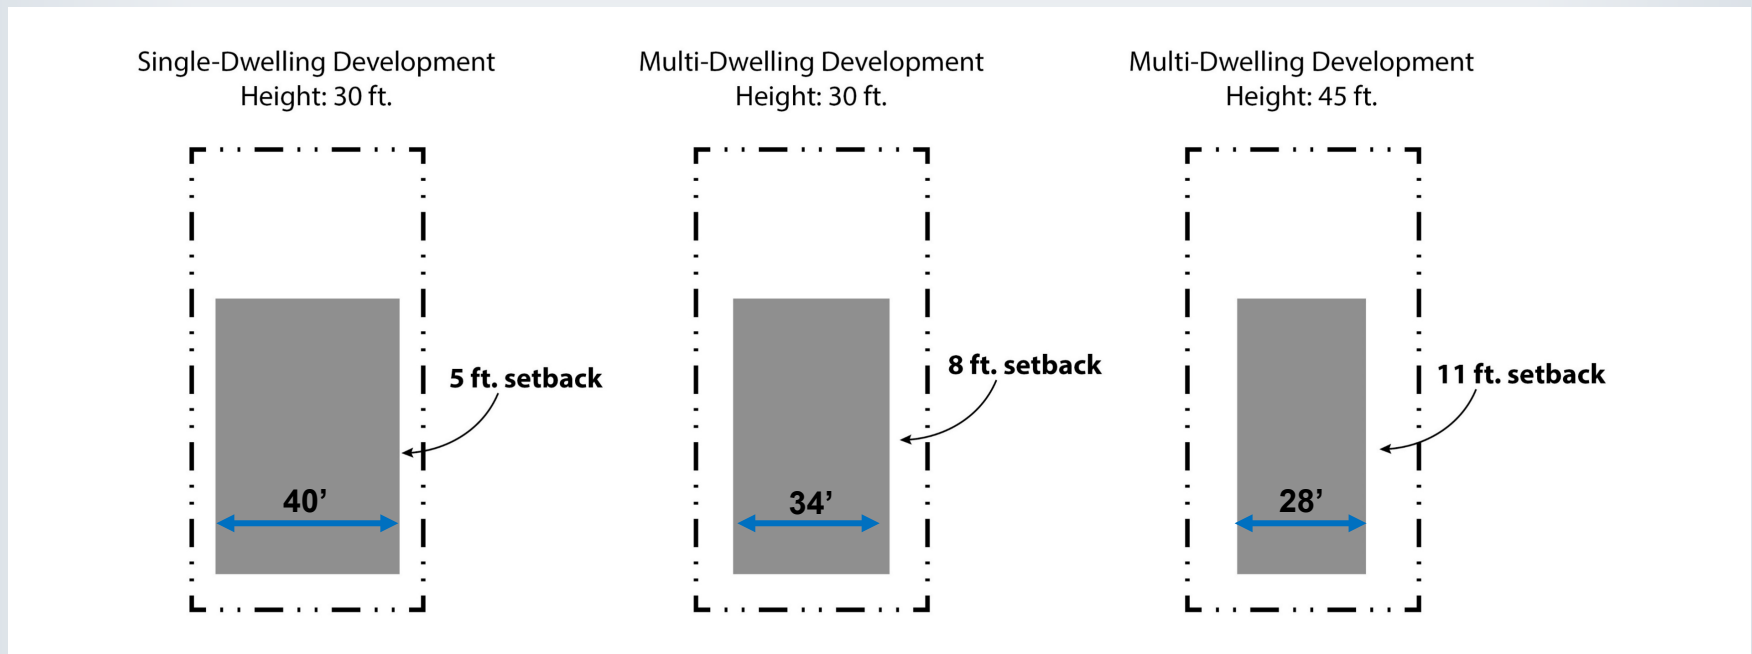 Single-Dwelling Development
Height: 30 ft.
Multi-Dwelling Development
Height: 30 ft.
Multi-Dwelling Development
Height: 45 ft.
5 ft. setback
8 ft. setback
11 ft. setback
40’
34’
28’